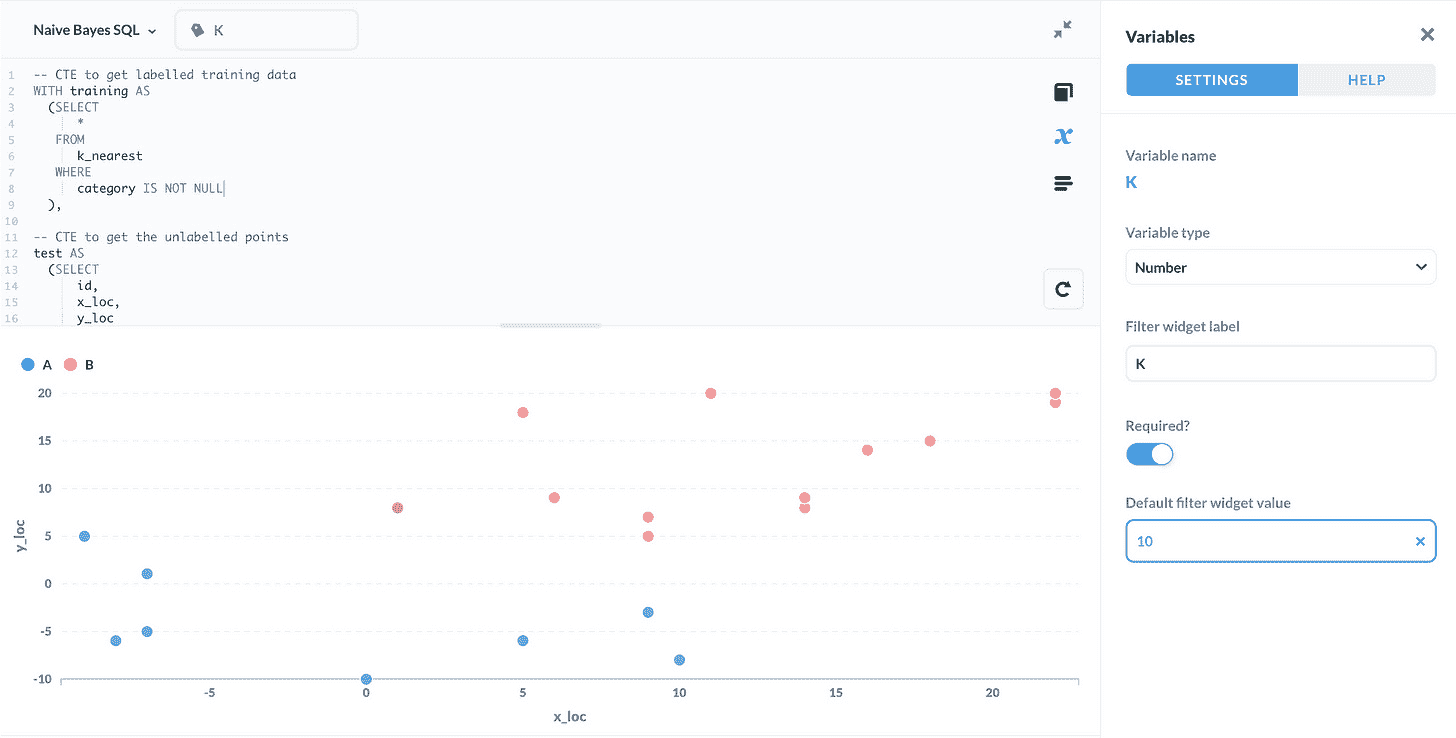 Naive Bayes SQL
K
1 -- CTE to get labelled training data
2 WITH training AS
3 (SELECT
4 *
5 FROM
6 k_nearest
7 WHERE
8 category IS NOT NULL
9 ),
10
11 -- CTE to get the unlabelled points
12 test AS
13 (SELECT
14 id,
15 x_loc,
16 y_loc
A B
20
15
10
5
0
-5
-10
y_loc
-5 0 5 10 15 20
x_loc
Variables
SETTINGS HELP
Variable name
K
Variable type
Number
Filter widget label
K
Required?
Default filter widget value
10